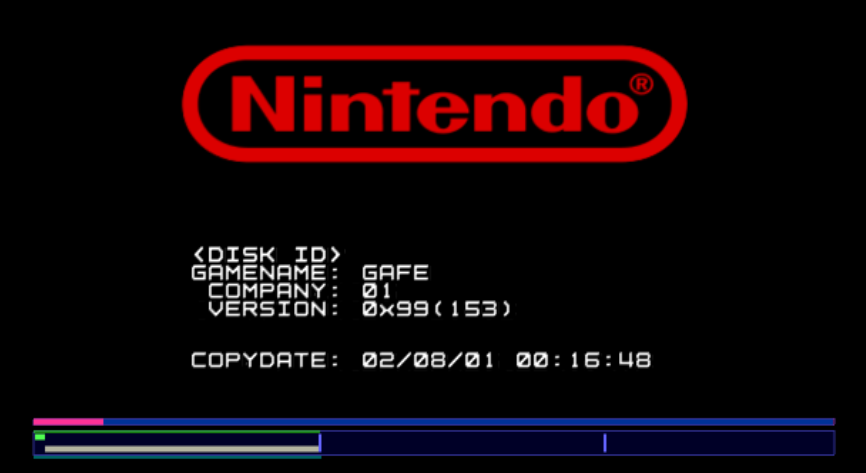 Nintendo®
<DISK ID>
GAMENAME: GAFE
COMPANY: 01
VERSION: 0x99(153)
COPYDATE: 02/08/01 00:16:48